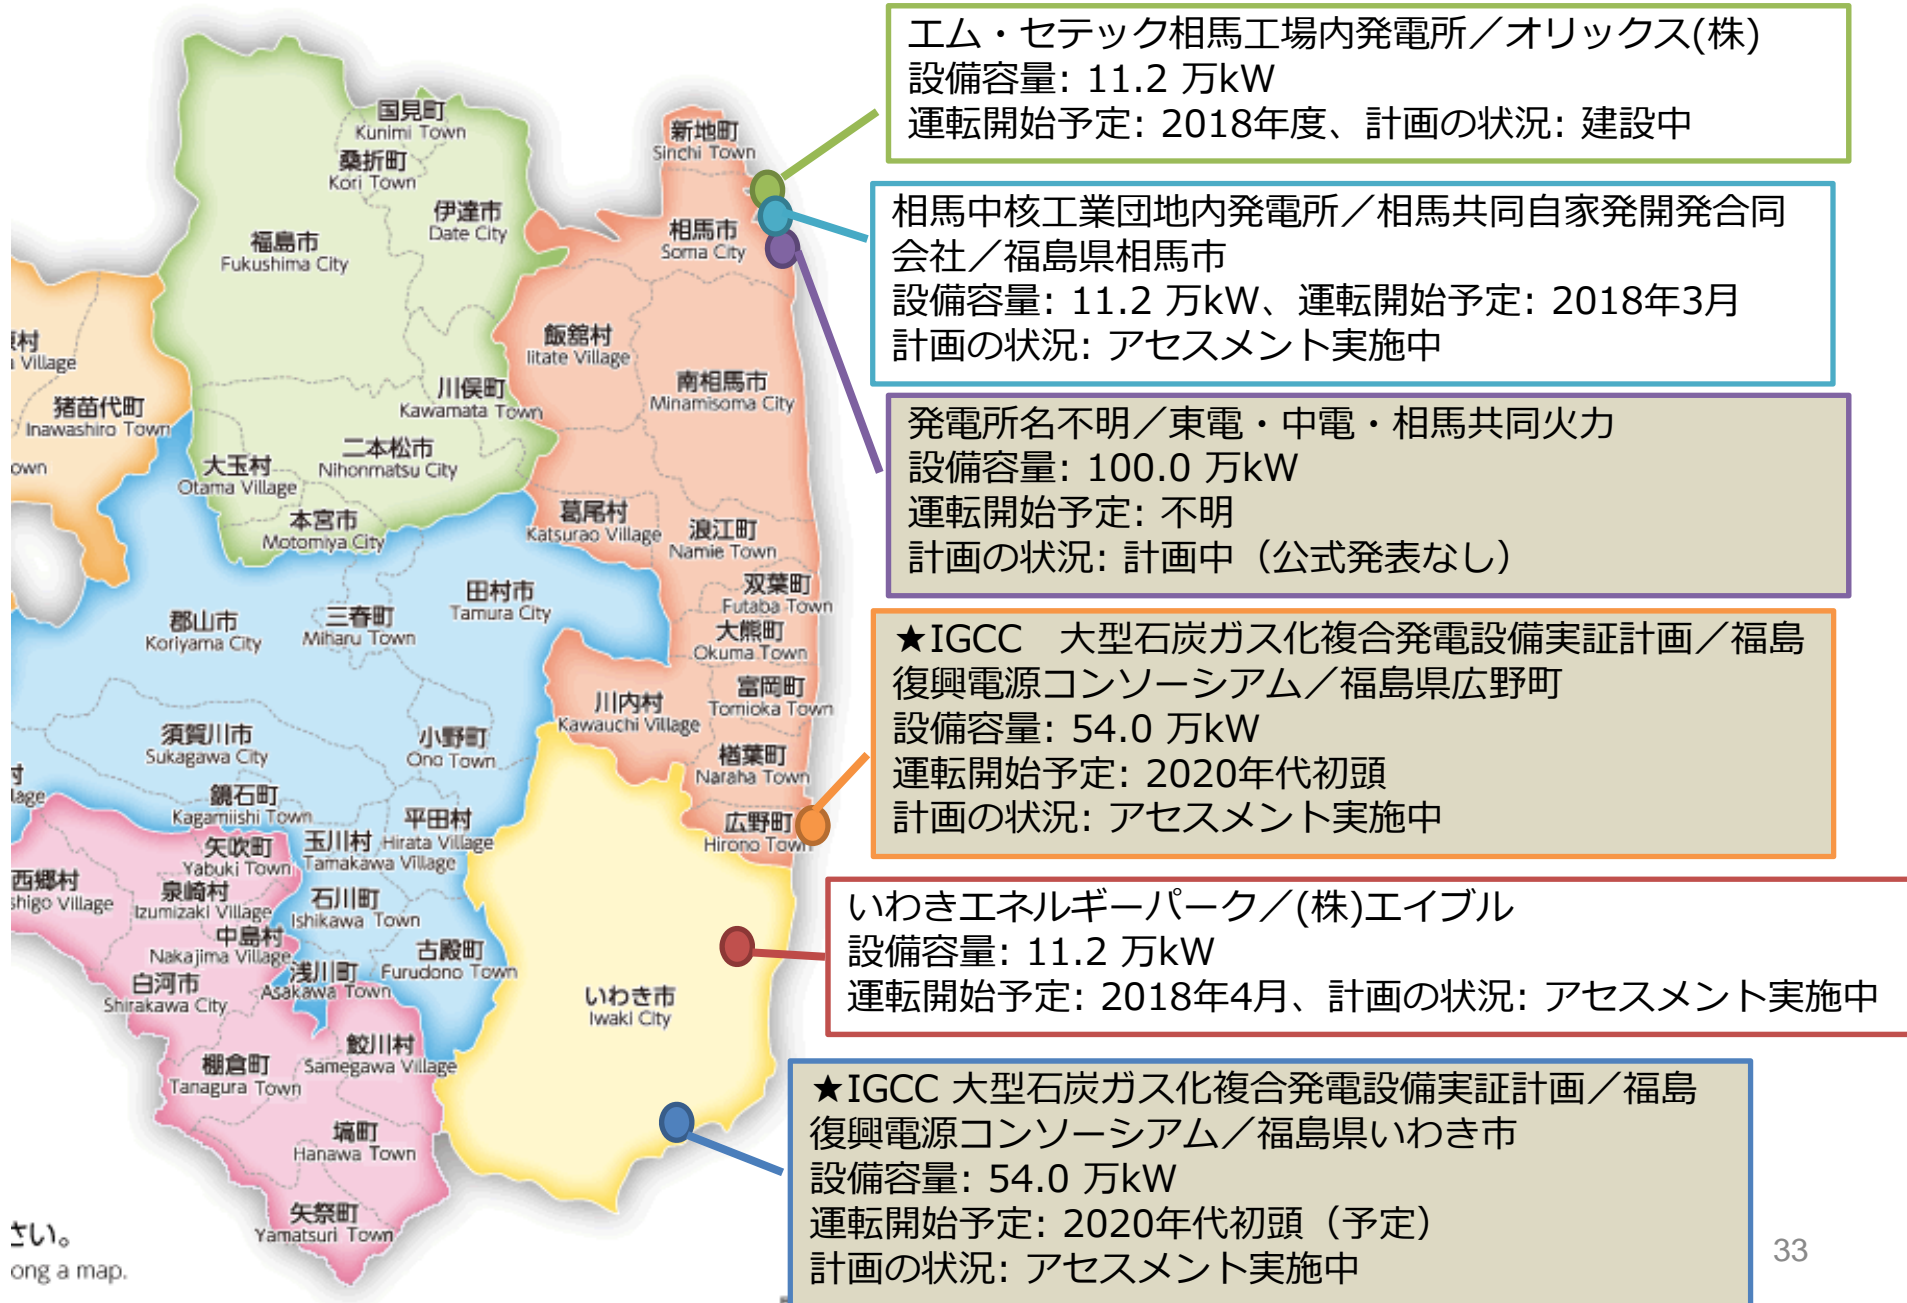 エム・セテック相馬工場内発電所／オリックス(株)
設備容量: 11.2 万kW
運転開始予定: 2018年度、計画の状況: 建設中
相馬中核工業団地内発電所／相馬共同自家発開発合同
会社／福島県相馬市
設備容量: 11.2 万kW、運転開始予定: 2018年3月
計画の状況: アセスメント実施中
発電所名不明／東電・中電・相馬共同火力
設備容量: 100.0 万kW
運転開始予定: 不明
計画の状況: 計画中（公式発表なし）
★IGCC　大型石炭ガス化複合発電設備実証計画／福島
復興電源コンソーシアム／福島県広野町
設備容量: 54.0 万kW
運転開始予定: 2020年代初頭
計画の状況: アセスメント実施中
いわきエネルギーパーク／(株)エイブル
設備容量: 11.2 万kW
運転開始予定: 2018年4月、計画の状況: アセスメント実施中
★IGCC 大型石炭ガス化複合発電設備実証計画／福島
復興電源コンソーシアム／福島県いわき市
設備容量: 54.0 万kW
運転開始予定: 2020年代初頭（予定）
計画の状況: アセスメント実施中
国見町
Kunimi Town
桑折町
Kori Town
伊達市
Date City
福島市
Fukushima City
新地町
Sinchi Town
相馬市
Soma City
飯舘村
Iitate Village
南相馬市
Minamisoma City
川俣町
Kawamata Town
二本松市
Nihonmatsu City
大玉村
Otama Village
本宮市
Motomiya City
村
Village
猪苗代町
Inawashiro Town
own
葛尾村
Katsurao Village
浪江町
Namie Town
双葉町
Futaba Town
大熊町
Okuma Town
富岡町
Tomioka Town
川内村
Kawauchi Village
楢葉町
Naraha Town
広野町
Hirono Town
田村市
Tamura City
三春町
Miharu Town
郡山市
Koriyama City
須賀川市
Sukagawa City
小野町
Ono Town
鏡石町
Kagamiishi Town
平田村
Hirata Village
玉川村
Tamakawa Village
矢吹町
Yabuki Town
村
lage
西郷村
higo Village
泉崎村
Izumizaki Village
石川町
Ishikawa Town
中島村
Nakajima Village
古殿町
Furudono Town
浅川町
Asakawa Town
白河市
Shirakawa City
いわき市
Iwaki City
鮫川村
Samegawa Village
棚倉町
Tanagura Town
塙町
Hanawa Town
矢祭町
Yamatsuri Town
さい。
ong a map.
33